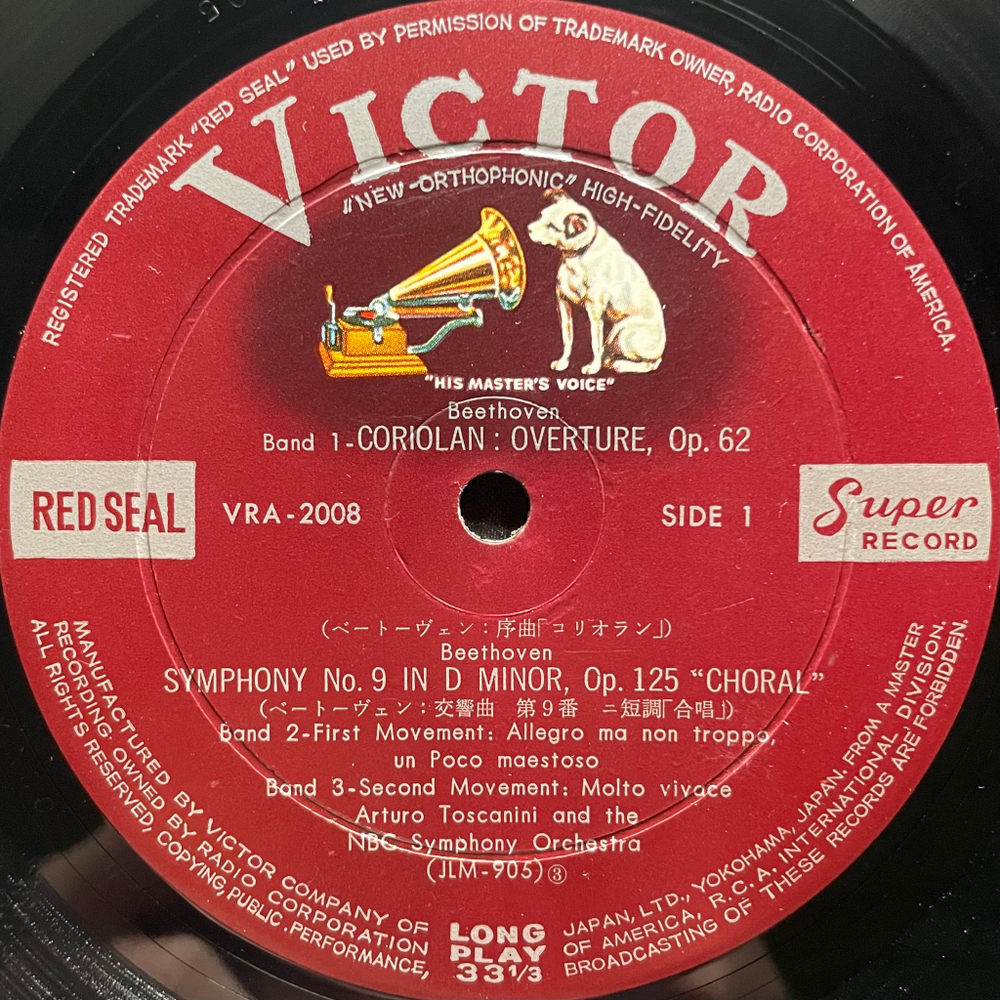 REGISTERED TRADEMARK "RED SEAL" USED BY PERMISSION OF TRADEMARK OWNER, RADIO CORPORATION OF AMERICA.
VICTOR
"NEW-ORTHOPHONIC" HIGH-FIDELITY
"HIS MASTER'S VOICE"
Beethoven
Band 1-CORIOLAN : OVERTURE, Op. 62
RED SEAL
VRA-2008
SIDE 1
Super
RECORD
(ベートーヴェン：序曲「コリオラン」)
Beethoven
SYMPHONY No. 9 IN D MINOR, Op. 125 "CHORAL"
(ベートーヴェン：交響曲 第9番 ニ短調「合唱」)
Band 2-First Movement: Allegro ma non troppo,
un Poco maestoso
Band 3-Second Movement: Molto vivace
Arturo Toscanini and the
NBC Symphony Orchestra
(JLM-905)③
MANUFACTURED BY VICTOR COMPANY OF JAPAN, LTD., YOKOHAMA, JAPAN. FROM A MASTER
RECORDING OWNED BY RADIO CORPORATION OF AMERICA, R.C.A. INTERNATIONAL DIVISION.
ALL RIGHTS RESERVED, COPYING, PUBLIC. PERFORMANCE, BROADCASTING OF THESE RECORDS ARE FORBIDDEN.
LONG
PLAY
33 1/3